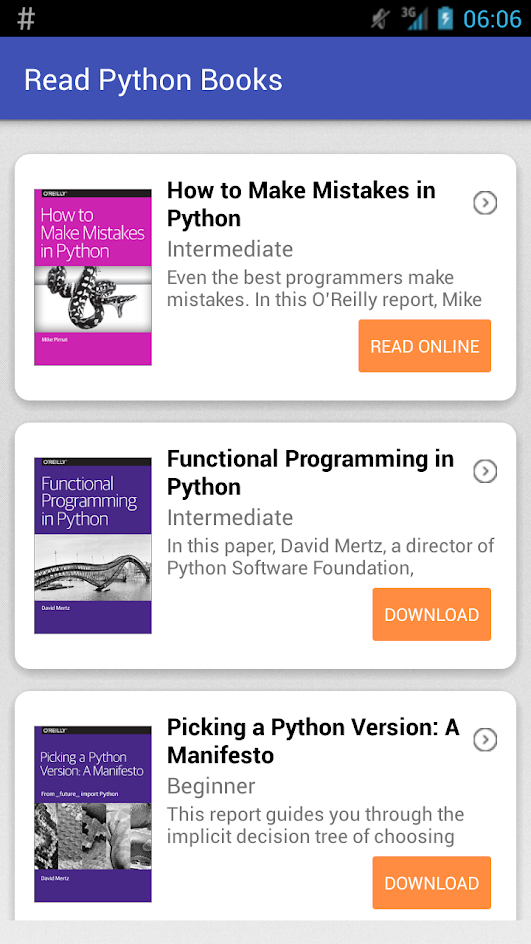 #
3G
06:06
Read Python Books
O'REILLY
How to
Make Mistakes
in Python
Mike Pirnat
How to Make Mistakes in
Python
Intermediate
Even the best programmers make
mistakes. In this O'Reilly report, Mike
READ ONLINE
O'REILLY
Functional
Programming
in Python
David Mertz
Functional Programming in
Python
Intermediate
In this paper, David Mertz, a director of
Python Software Foundation,
DOWNLOAD
O'REILLY
Picking a Python
Version: A Manifesto
From _future_ import Python
David Mertz
Picking a Python Version: A
Manifesto
Beginner
This report guides you through the
implicit decision tree of choosing
DOWNLOAD